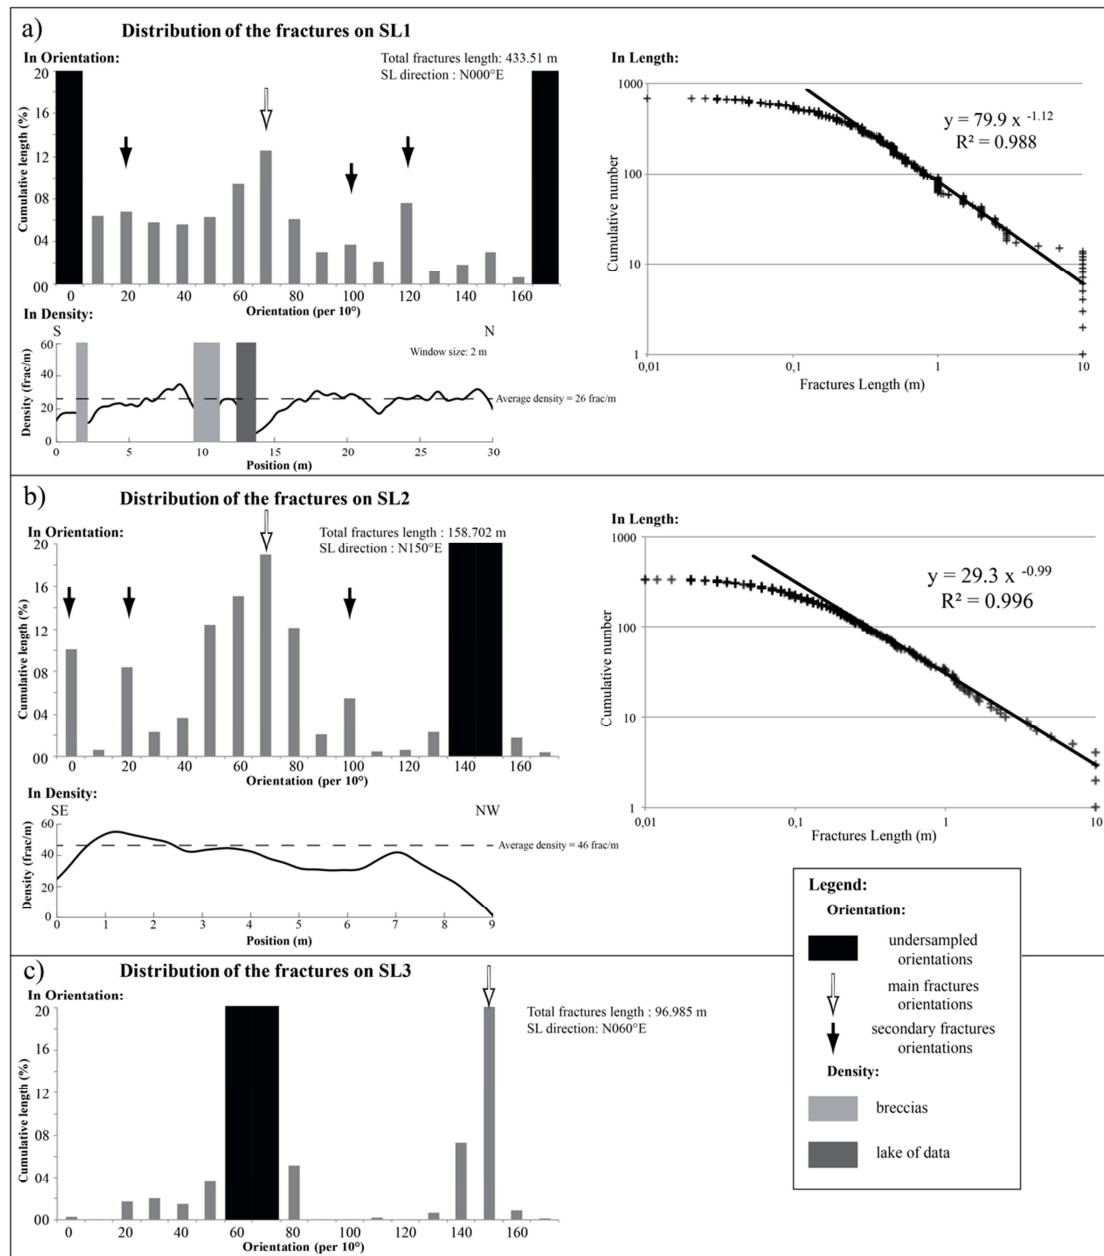 a)
Distribution of the fractures on SL1
In Orientation:
Total fractures length: 433.51 m
SL direction : N000°E
Cumulative length (%)
20
16
12
08
04
00
0 20 40 60 80 100 120 140 160
Orientation (per 10°)
In Density:
S N
Window size: 2 m
Density (frac/m)
60
40
20
0
Average density = 26 frac/m
0 5 10 15 20 25 30
Position (m)
In Length:
Cumulative number
1000
100
10
1
y = 79.9 x -1.12
R² = 0.988
0,01 0,1 1 10
Fractures Length (m)
b)
Distribution of the fractures on SL2
In Orientation:
Total fractures length : 158.702 m
SL direction : N150°E
Cumulative length (%)
20
16
12
08
04
00
0 20 40 60 80 100 120 140 160
Orientation (per 10°)
In Density:
SE NW
Density (frac/m)
60
40
20
0
Average density = 46 frac/m
0 1 2 3 4 5 6 7 8 9
Position (m)
In Length:
Cumulative number
1000
100
10
1
y = 29.3 x -0.99
R² = 0.996
0,01 0,1 1 10
Fractures Length (m)
c)
Distribution of the fractures on SL3
In Orientation:
Total fractures length : 96.985 m
SL direction: N060°E
Cumulative length (%)
20
16
12
20
08
04
00
0 20 40 60 80 100 120 140 160
Orientation (per 10°)
Legend:
Orientation:
undersampled
orientations
main fractures
orientations
secondary fractures
orientations
Density:
breccias
lake of data